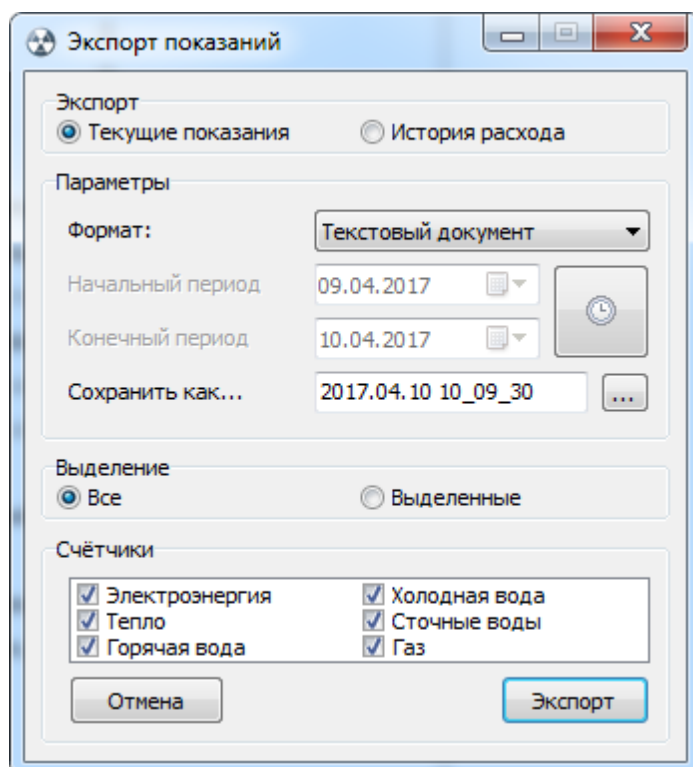 Экспорт показаний
Экспорт
Текущие показания История расхода
Параметры
Формат: Текстовый документ
Начальный период 09.04.2017
Конечный период 10.04.2017
Сохранить как... 2017.04.10 10_09_30 ...
Выделение
Все Выделенные
Счётчики
Электроэнергия Холодная вода
Тепло Сточные воды
Горячая вода Газ
Отмена Экспорт